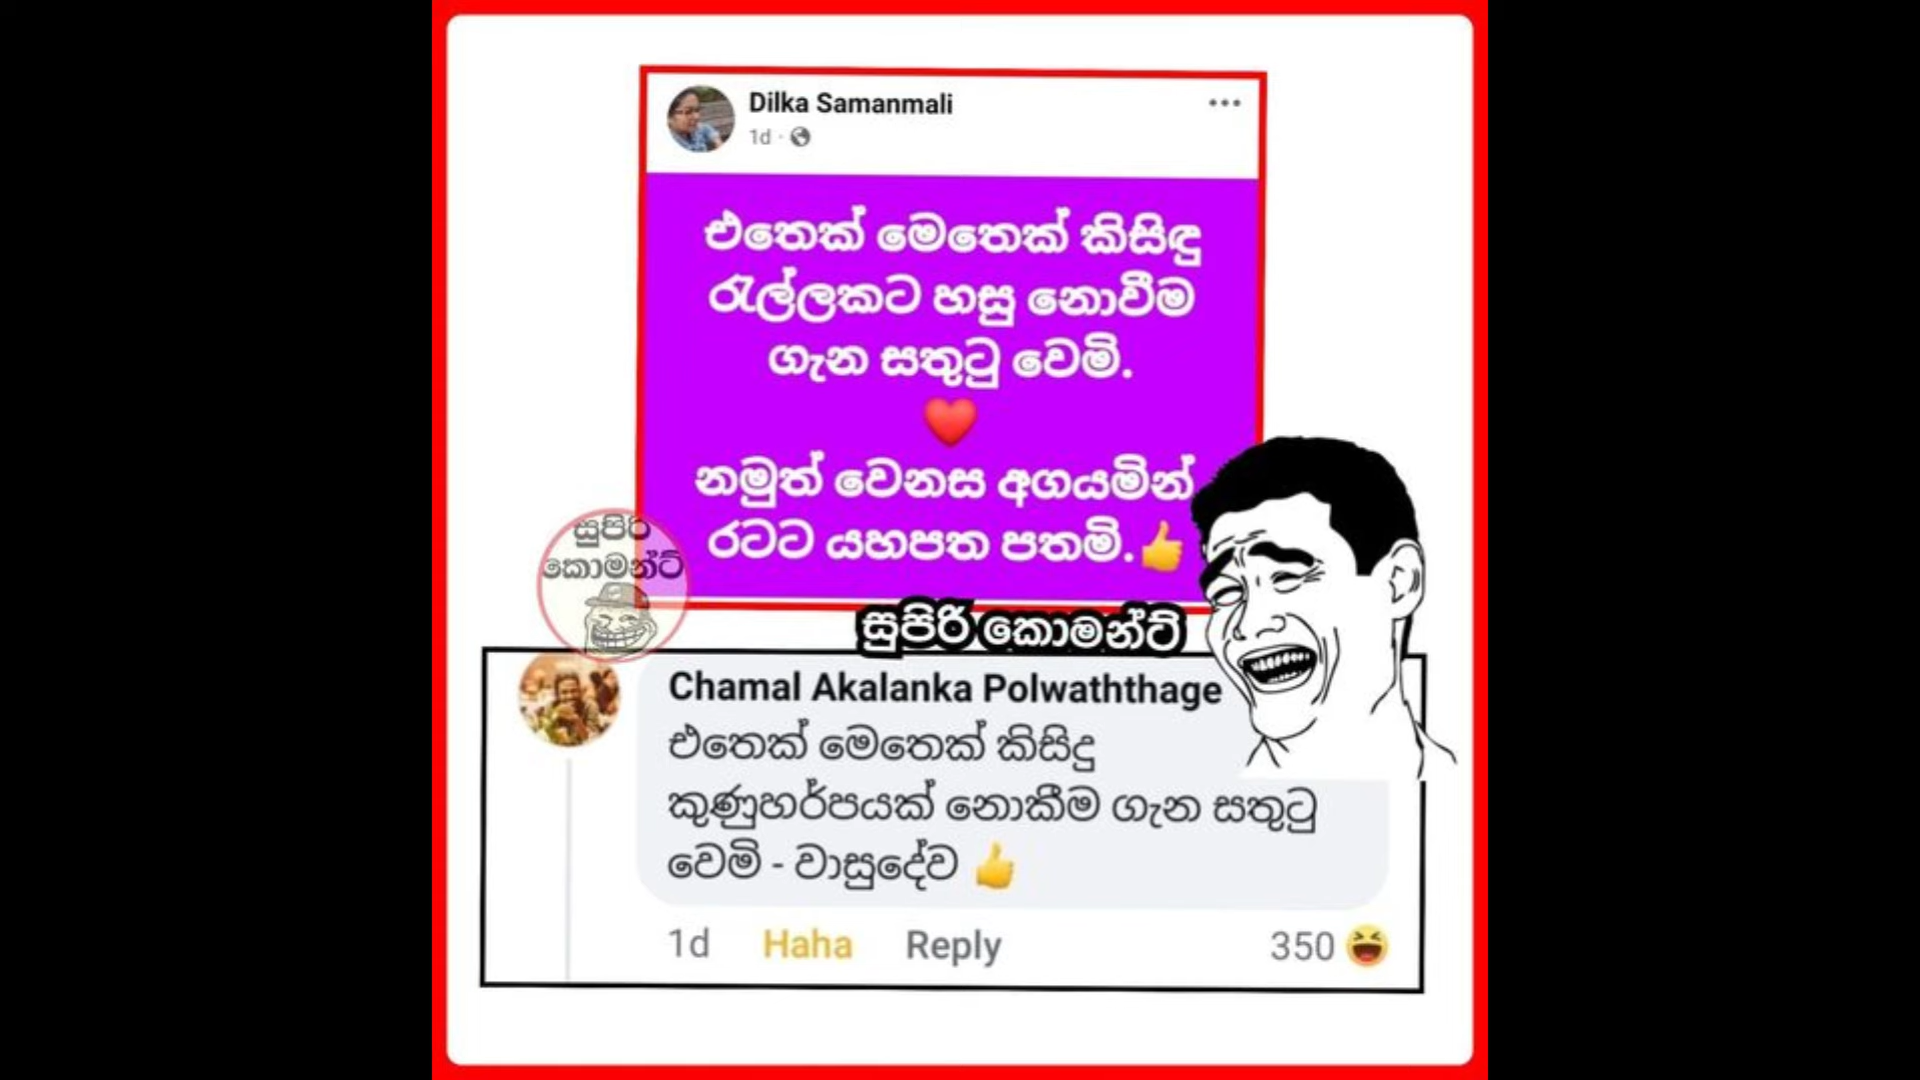 Dilka Samanmali
1d
එතෙක් මෙතෙක් කිසිඳු
රැල්ලකට හසු නොවීම
ගැන සතුටු වෙමි.
❤️
නමුත් වෙනස අගයමින්
රටට යහපත පතමි.👍
සුපිරි
කොමන්ට්
සුපිරි කොමන්ට්
Chamal Akalanka Polwaththage
එතෙක් මෙතෙක් කිසිදු
කුණුහර්පයක් නොකීම ගැන සතුටු
වෙමි - වාසුදේව 👍
1d Haha Reply 350 😆